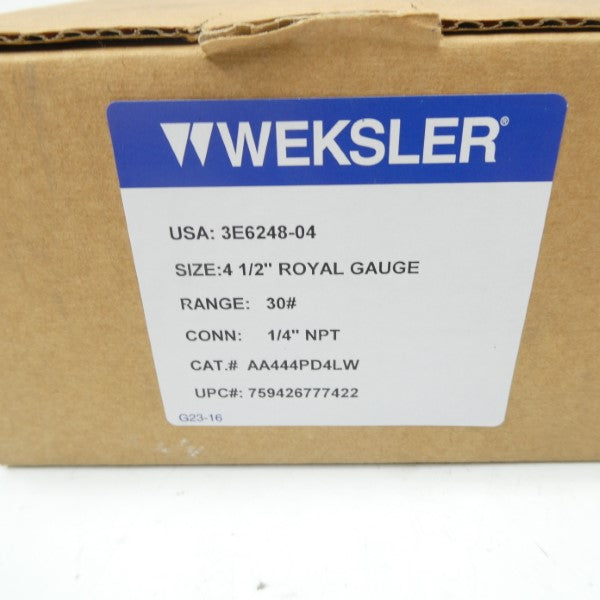 WEKSLER®
USA: 3E6248-04
SIZE:4 1/2" ROYAL GAUGE
RANGE: 30#
CONN: 1/4" NPT
CAT.# AA444PD4LW
UPC#: 759426777422
G23-16